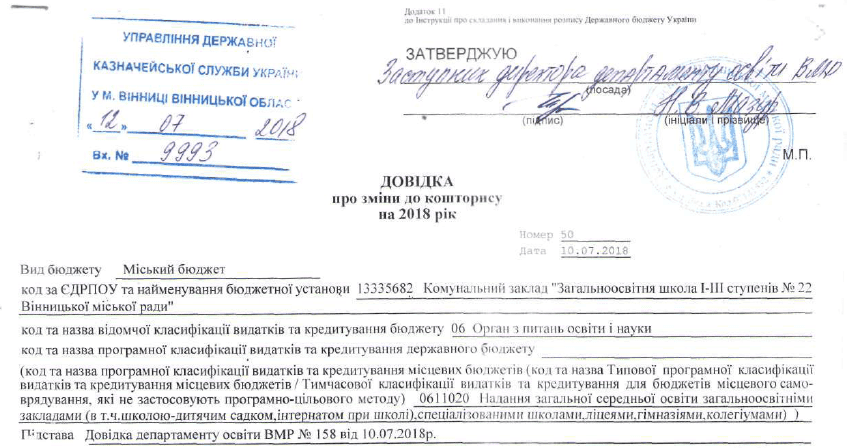 Додаток 11
до Інструкції про складання і виконання розпису Державного бюджету України
УПРАВЛІННЯ ДЕРЖАВНОЇ
КАЗНАЧЕЙСЬКОЇ СЛУЖБИ УКРАЇНИ
У М. ВІННИЦІ ВІННИЦЬКОЇ ОБЛАС
«12» 07 2018
Вх. № 9993
ЗАТВЕРДЖУЮ
Заступник директора департаменту освіти ВМР
(посада)
Н.В. Мазур
(підпис) (ініціали і прізвище)
М.П.
ДОВІДКА
про зміни до кошторису
на 2018 рік
Номер 50
Дата 10.07.2018
Вид бюджету Міський бюджет
код за ЄДРПОУ та найменування бюджетної установи 13335682 Комунальний заклад "Загальноосвітня школа І-ІІІ ступенів № 22
Вінницької міської ради"
код та назва відомчої класифікації видатків та кредитування бюджету 06 Орган з питань освіти і науки
код та назва програмної класифікації видатків та кредитування державного бюджету
(код та назва програмної класифікації видатків та кредитування місцевих бюджетів (код та назва Типової програмної класифікації
видатків та кредитування місцевих бюджетів / Тимчасової класифікації видатків та кредитування для бюджетів місцевого само-
врядування, які не застосовують програмно-цільового методу) 0611020 Надання загальної середньої освіти загальноосвітніми
закладами (в т.ч.школою-дитячим садком,інтернатом при школі),спеціалізованими школами,ліцеями,гімназіями,колегіумами) )
Підстава Довідка департаменту освіти ВМР № 158 від 10.07.2018р.